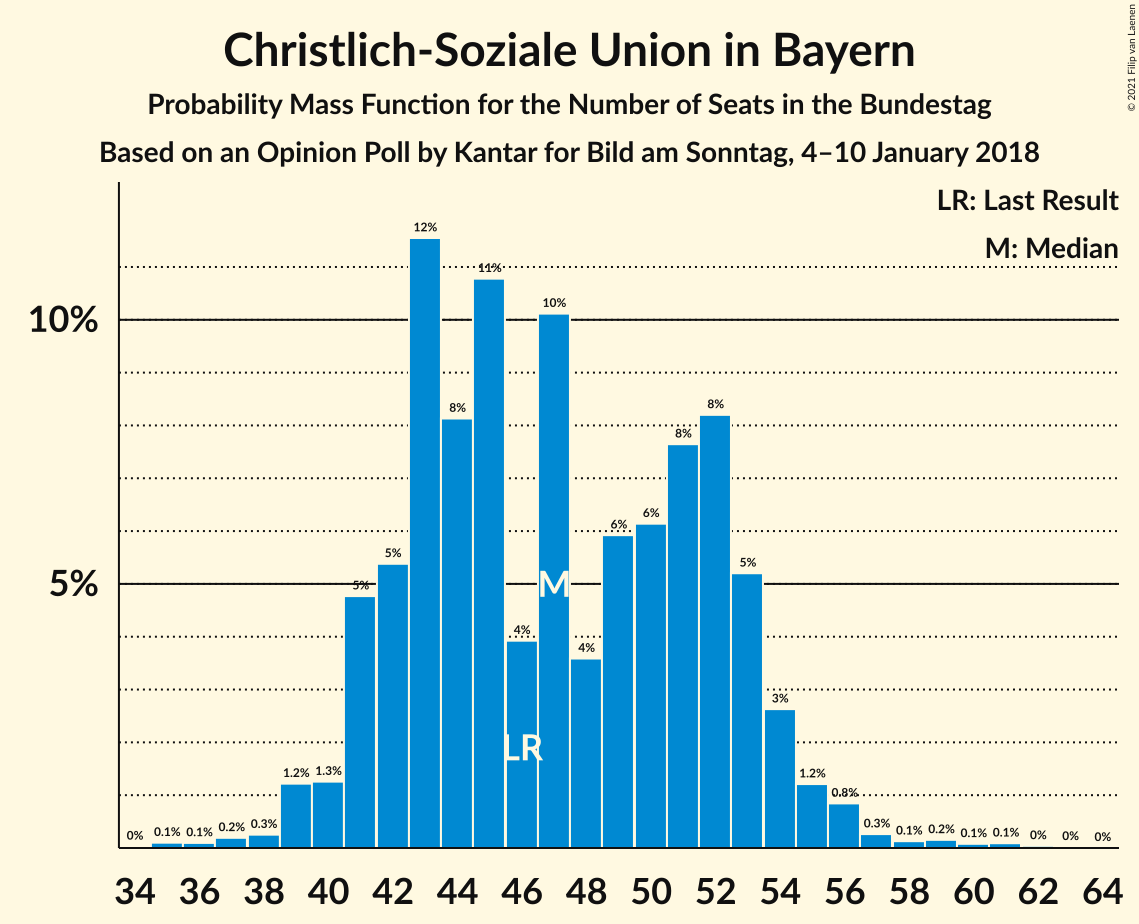 Christlich-Soziale Union in Bayern
Probability Mass Function for the Number of Seats in the Bundestag
Based on an Opinion Poll by Kantar for Bild am Sonntag, 4–10 January 2018
© 2021 Filip van Laenen
LR: Last Result
M: Median
10%
5%
0% 0.1% 0.1% 0.2% 0.3% 1.2% 1.3% 5% 5% 12% 8% 11% 4% 10% 4% 6% 6% 8% 8% 5% 3% 1.2% 0.8% 0.3% 0.1% 0.2% 0.1% 0.1% 0% 0% 0%
M
LR
34 36 38 40 42 44 46 48 50 52 54 56 58 60 62 64